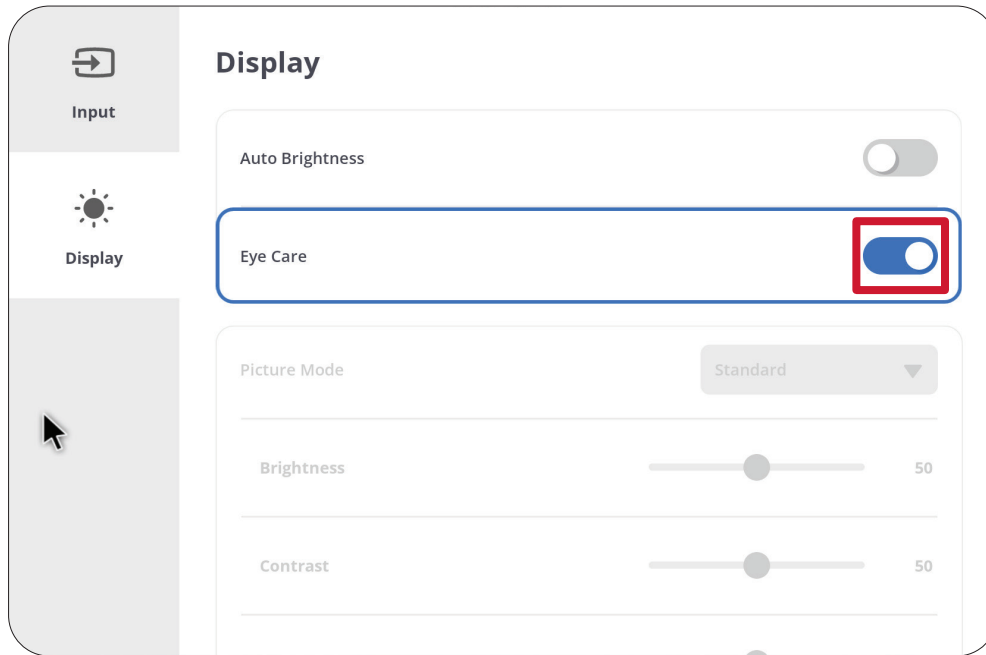 Input
Display
Display
Auto Brightness
Eye Care
Picture Mode
Standard
Brightness
50
Contrast
50